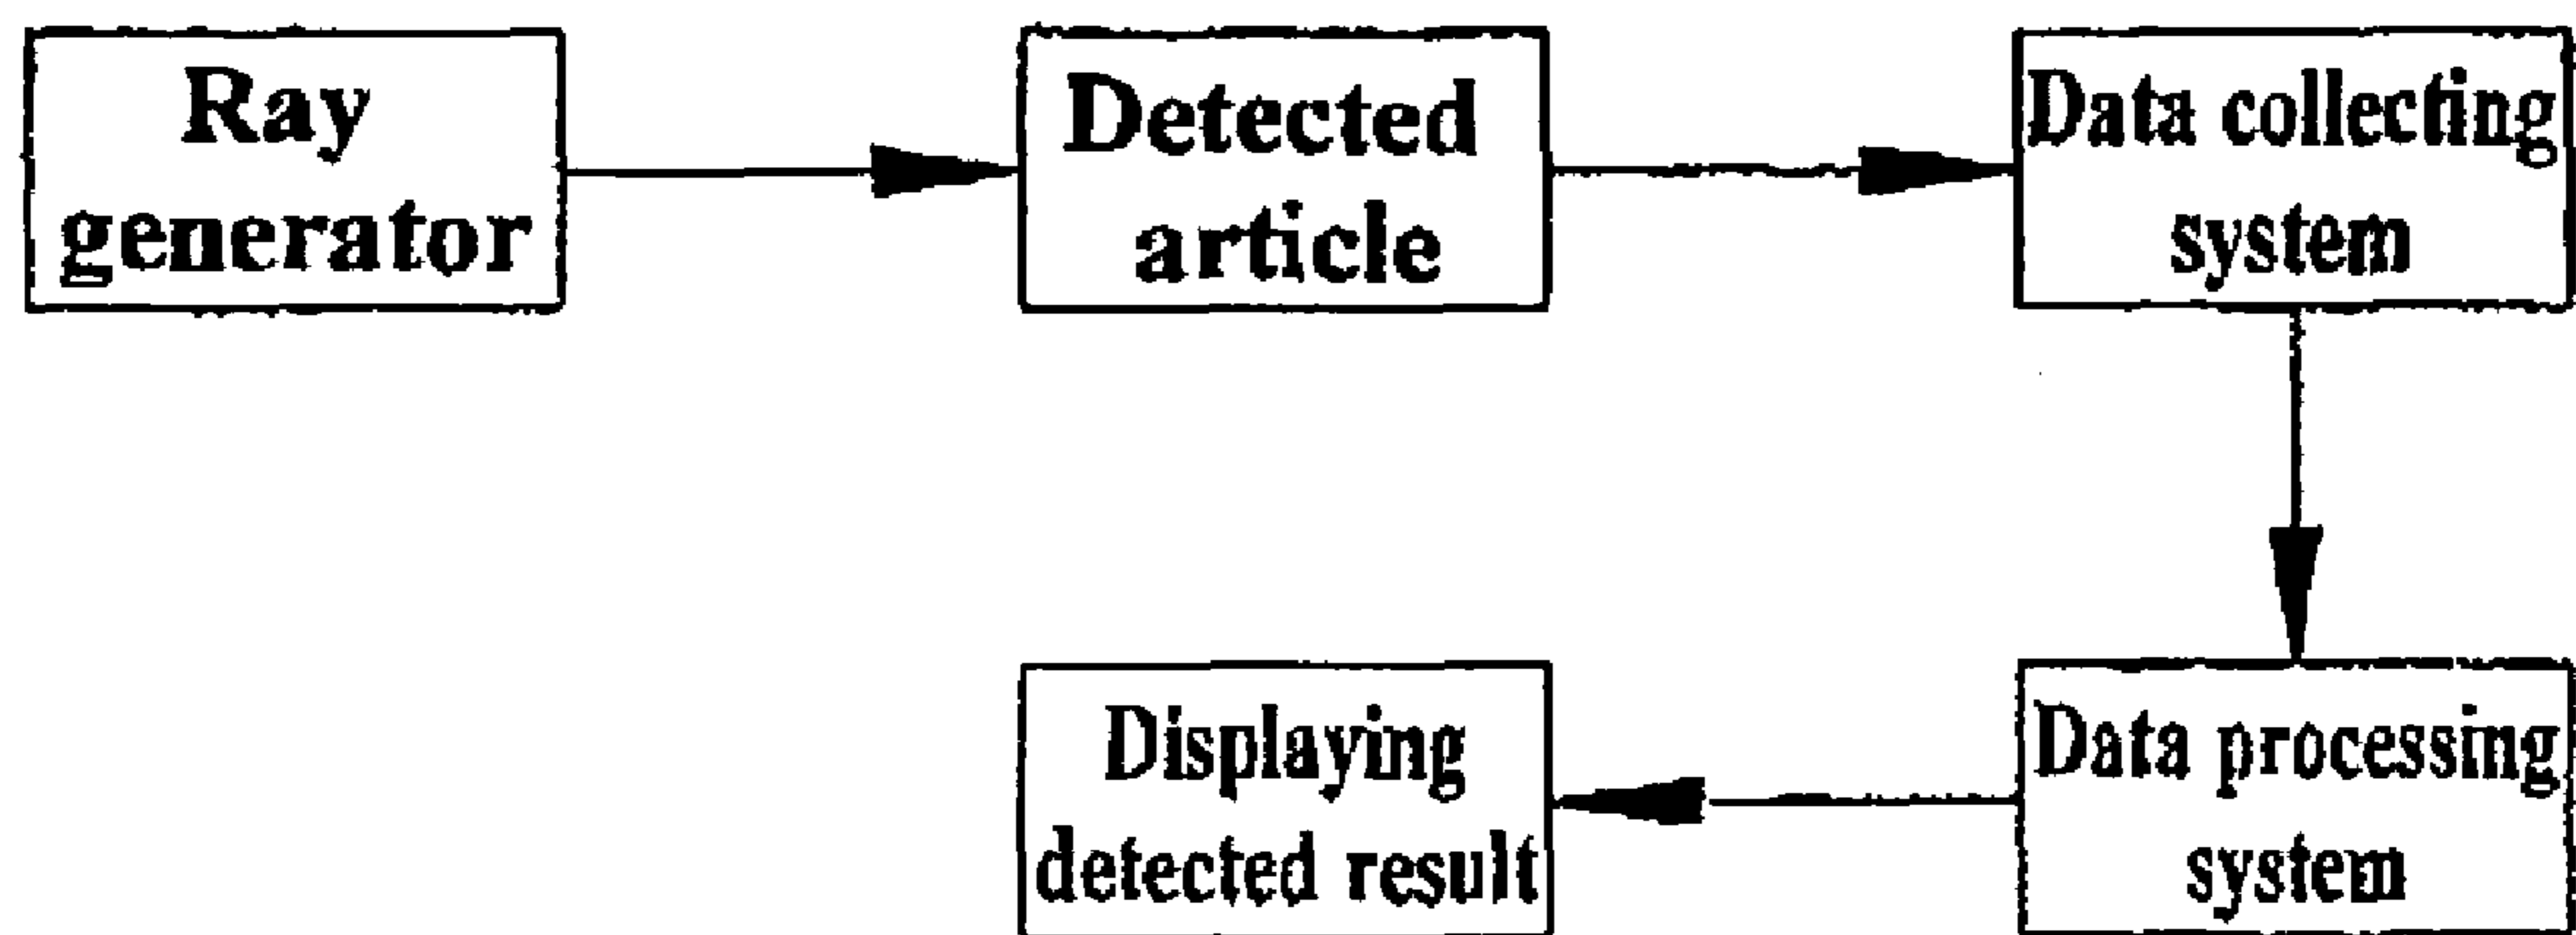 Ray
generator
Detected
article
Data collecting
system
Displaying
detected result
Data processing
system